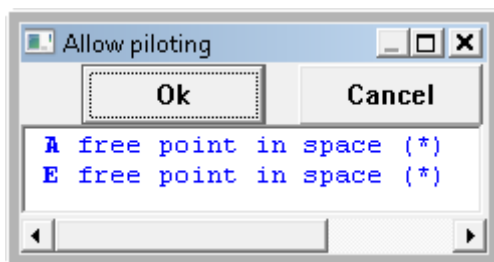 Allow piloting
Ok Cancel
A free point in space (*)
E free point in space (*)